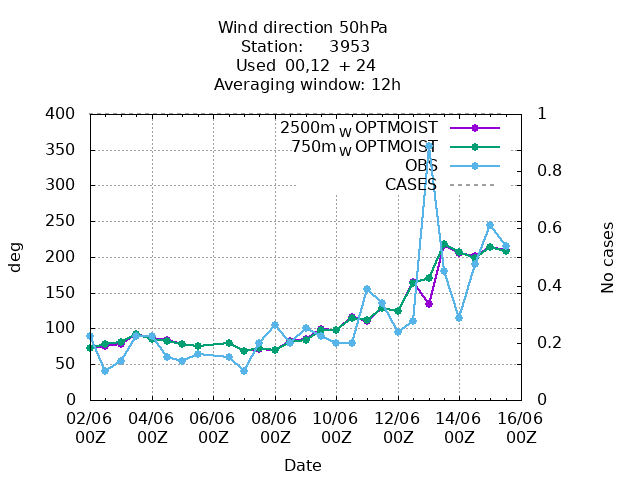 Wind direction 50hPa
Station: 3953
Used 00,12 + 24
Averaging window: 12h
2500m W OPTMOIST
750m W OPTMOIST
OBS
CASES
400
350
300
250
200
150
100
50
0
deg
1
0.8
0.6
0.4
0.2
0
No cases
02/06 04/06 06/06 08/06 10/06 12/06 14/06 16/06
00Z 00Z 00Z 00Z 00Z 00Z 00Z 00Z
Date